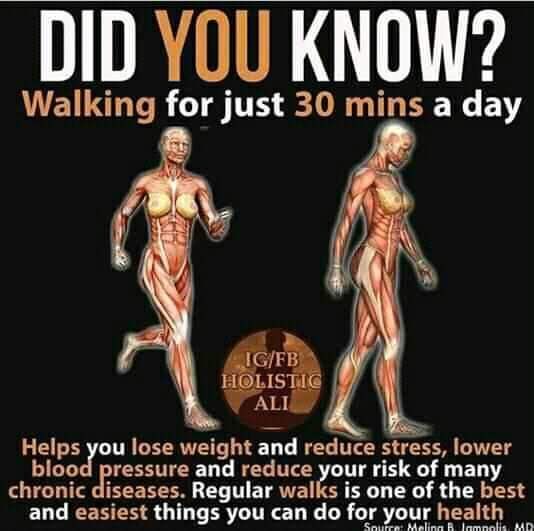 DID YOU KNOW?
Walking for just 30 mins a day
IG/FB
HOLISTIC
ALI
Helps you lose weight and reduce stress, lower
blood pressure and reduce your risk of many
chronic diseases. Regular walks is one of the best
and easiest things you can do for your health
Source: Melina B. Jampolis, MD